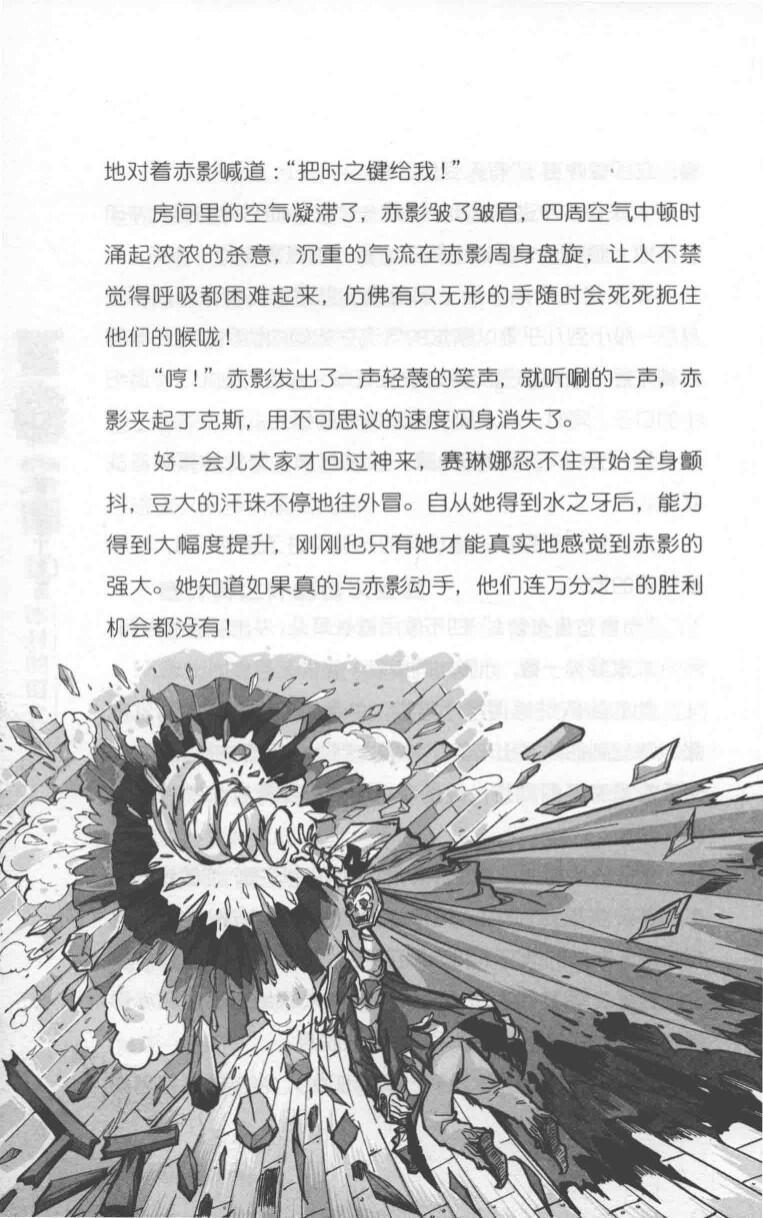 地对着赤影喊道：“把时之键给我！”
房间里的空气凝滞了，赤影皱了皱眉，四周空气中顿时
涌起浓浓的杀意，沉重的气流在赤影周身盘旋，让人不禁
觉得呼吸都困难起来，仿佛有只无形的手随时会死死扼住
他们的喉咙！
“哼！”赤影发出了一声轻蔑的笑声，就听唰的一声，赤
影夹起丁克斯，用不可思议的速度闪身消失了。
好一会儿大家才回过神来，赛琳娜忍不住开始全身颤
抖，豆大的汗珠不停地往外冒。自从她得到水之牙后，能力
得到大幅度提升，刚刚也只有她才能真实地感觉到赤影的
强大。她知道如果真的与赤影动手，他们连万分之一的胜利
机会都没有！